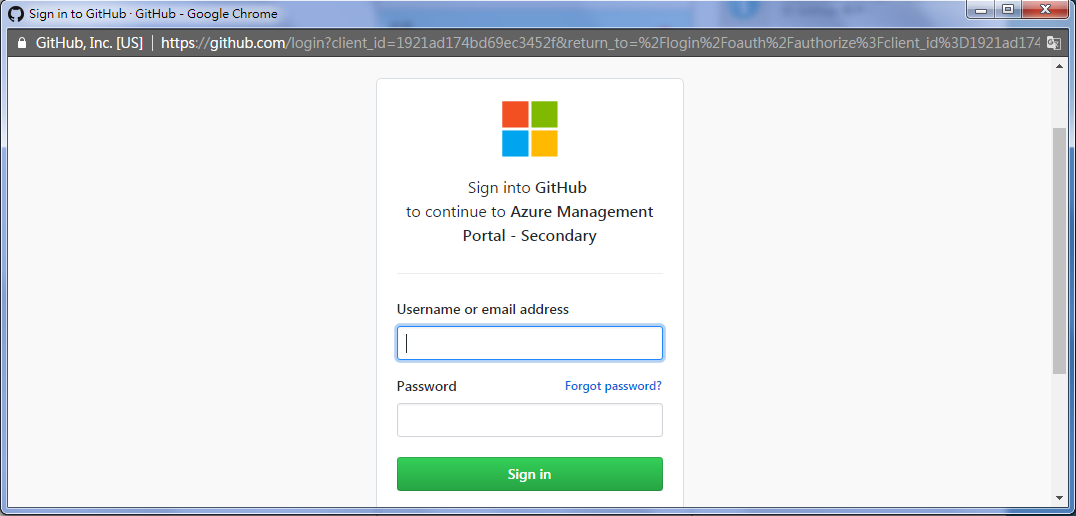 Sign in to GitHub · GitHub - Google Chrome
GitHub, Inc. [US] | https://github.com/login?client_id=1921ad174bd69ec3452f&return_to=%2Flogin%2Foauth%2Fauthorize%3Fclient_id%3D1921ad174
Sign into GitHub
to continue to Azure Management
Portal - Secondary
Username or email address
Password Forgot password?
Sign in